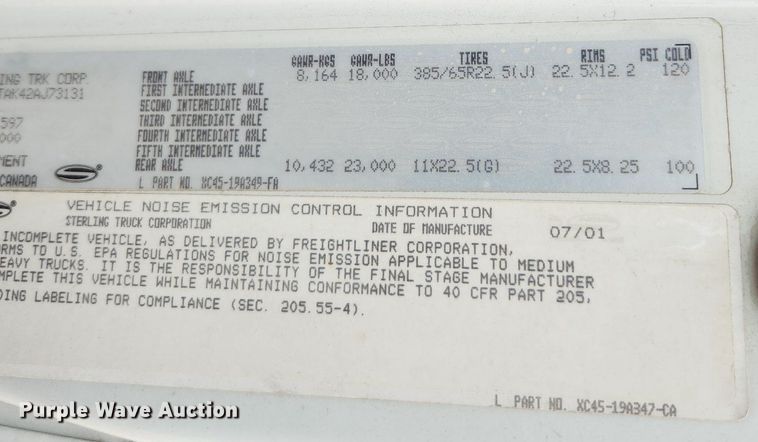 GAWR-KGS GAWR-LBS TIRES RIMS PSI COLD
ING TRK CORP. FRONT AXLE 8,164 18,000 385/65R22.5(J) 22.5X12.2 120
TAK42AJ73131 FIRST INTERMEDIATE AXLE
SECOND INTERMEDIATE AXLE
597 THIRD INTERMEDIATE AXLE
000 FOURTH INTERMEDIATE AXLE
FIFTH INTERMEDIATE AXLE
MENT REAR AXLE 10,432 23,000 11X22.5(G) 22.5X8.25 100
CANADA L PART NO. XC45-19A349-FA
VEHICLE NOISE EMISSION CONTROL INFORMATION
STERLING TRUCK CORPORATION DATE OF MANUFACTURE 07/01
INCOMPLETE VEHICLE, AS DELIVERED BY FREIGHTLINER CORPORATION,
ORMS TO U.S. EPA REGULATIONS FOR NOISE EMISSION APPLICABLE TO MEDIUM
EAVY TRUCKS. IT IS THE RESPONSIBILITY OF THE FINAL STAGE MANUFACTURER
MPLETE THIS VEHICLE WHILE MAINTAINING CONFORMANCE TO 40 CFR PART 205,
DING LABELING FOR COMPLIANCE (SEC. 205.55-4).
L PART NO. XC45-19A347-CA
Purple Wave Auction